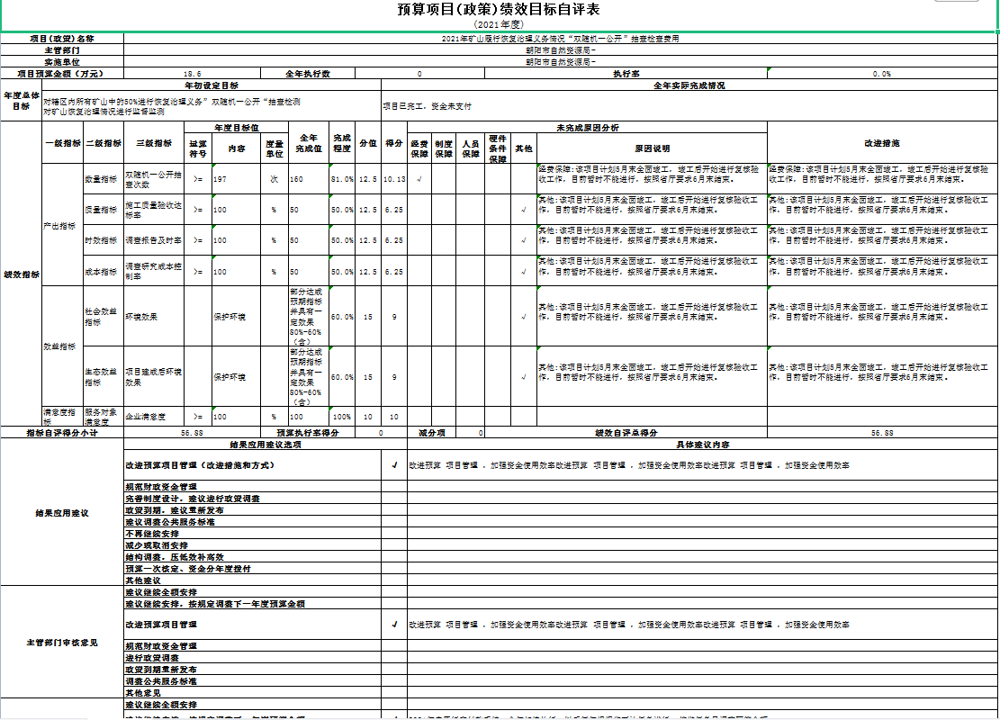 预算项目(政策)绩效目标自评表
(2021年度)
项目(政策)名称 2021年矿山履行恢复治理义务情况“双随机一公开”抽查检查费用
主管部门 朝阳市自然资源局-
实施单位 朝阳市自然资源局-
项目预算金额（万元） 18.6 全年执行数 0 执行率 0.0%
年度总体目标 年初设定目标 全年实际完成情况
对辖区内所有矿山中的50%进行恢复治理义务”双随机一公开“抽查检测
对矿山恢复治理情况进行监督监测
项目已完工，资金未支付
绩效指标 一级指标 二级指标 三级指标 年度目标值 全年完成值 完成程度 分值 得分 未完成原因分析 改进措施
运算符号 内容 度量单位 经费保障 制度保障 人员保障 硬件条件保障 其他 原因说明
产出指标 数量指标 双随机一公开抽查次数 >= 197 次 160 81.0% 12.5 10.13 √ 经费保障:该项目计划5月末全面竣工，竣工后开始进行复核验收工作，目前暂时不能进行，按照省厅要求6月末结束。 经费保障:该项目计划5月末全面竣工，竣工后开始进行复核验收工作，目前暂时不能进行，按照省厅要求6月末结束。
质量指标 施工质量验收达标率 >= 100 % 50 50.0% 12.5 6.25 √ 其他:该项目计划5月末全面竣工，竣工后开始进行复核验收工作，目前暂时不能进行，按照省厅要求6月末结束。 其他:该项目计划5月末全面竣工，竣工后开始进行复核验收工作，目前暂时不能进行，按照省厅要求6月末结束。
时效指标 调查报告及时率 >= 100 % 50 50.0% 12.5 6.25 √ 其他:该项目计划5月末全面竣工，竣工后开始进行复核验收工作，目前暂时不能进行，按照省厅要求6月末结束。 其他:该项目计划5月末全面竣工，竣工后开始进行复核验收工作，目前暂时不能进行，按照省厅要求6月末结束。
成本指标 调查研究成本控制率 >= 100 % 50 50.0% 12.5 6.25 √ 其他:该项目计划5月末全面竣工，竣工后开始进行复核验收工作，目前暂时不能进行，按照省厅要求6月末结束。 其他:该项目计划5月末全面竣工，竣工后开始进行复核验收工作，目前暂时不能进行，按照省厅要求6月末结束。
效益指标 社会效益指标 环境效果 保护环境 部分达成预期指标并具有一定效果80%-60%（含） 60.0% 15 9 √ 其他:该项目计划5月末全面竣工，竣工后开始进行复核验收工作，目前暂时不能进行，按照省厅要求6月末结束。 其他:该项目计划5月末全面竣工，竣工后开始进行复核验收工作，目前暂时不能进行，按照省厅要求6月末结束。
生态效益指标 项目建成后环境效果 保护环境 部分达成预期指标并具有一定效果80%-60%（含） 60.0% 15 9 √ 其他:该项目计划5月末全面竣工，竣工后开始进行复核验收工作，目前暂时不能进行，按照省厅要求6月末结束。 其他:该项目计划5月末全面竣工，竣工后开始进行复核验收工作，目前暂时不能进行，按照省厅要求6月末结束。
满意度指标 服务对象满意度 企业满意度 >= 100 % 100 100% 10 10
指标自评得分小计 56.88 预算执行率得分 0 减分项 0 绩效自评总得分 56.88
结果应用建议 结果应用建议选项 具体建议内容
改进预算项目管理（改进措施和方式） √ 改进预算 项目管理 ，加强资金使用效率改进预算 项目管理 ，加强资金使用效率改进预算 项目管理 ，加强资金使用效率
规范财政资金管理
完善制度设计，建议进行政策调整
政策到期，建议重新发布
建议调整公共服务标准
不再继续安排
减少或取消安排
结构调整，压低效补高效
预算一次核定、资金分年度拨付
其他建议
主管部门审核意见 建议继续全额安排
建议继续安排，按规定调整下一年度预算金额
改进预算项目管理 √ 改进预算 项目管理 ，加强资金使用效率改进预算 项目管理 ，加强资金使用效率改进预算 项目管理 ，加强资金使用效率
规范财政资金管理
进行政策调整
政策到期重新发布
调整公共服务标准
其他意见
建议继续全额安排